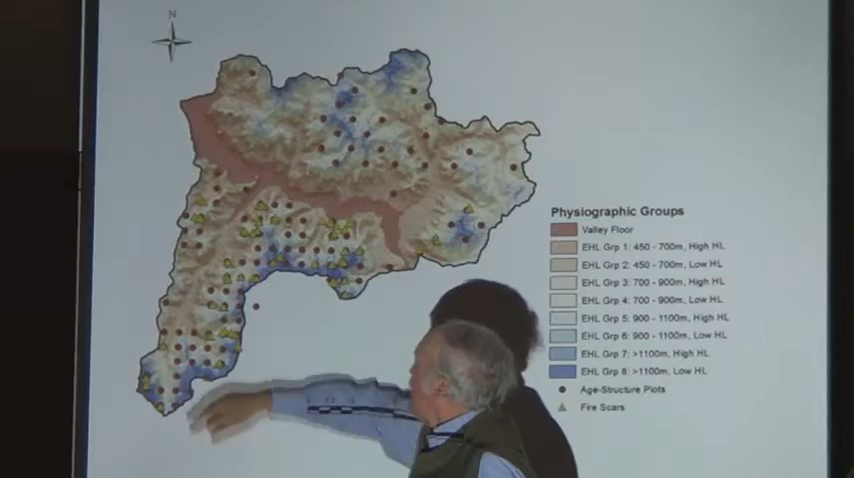 N
Physiographic Groups
Valley Floor
EHL Grp 1: 450 - 700m, High HL
EHL Grp 2: 450 - 700m, Low HL
EHL Grp 3: 700 - 900m, High HL
EHL Grp 4: 700 - 900m, Low HL
EHL Grp 5: 900 - 1100m, High HL
EHL Grp 6: 900 - 1100m, Low HL
EHL Grp 7: >1100m, High HL
EHL Grp 8: >1100m, Low HL
Age-Structure Plots
Fire Scars